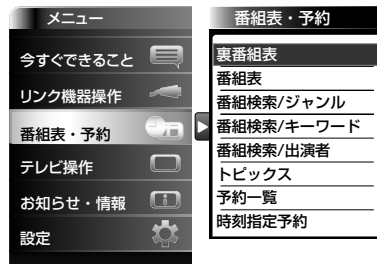 メニュー
今すぐできること
リンク機器操作
番組表・予約
テレビ操作
お知らせ・情報
設定
番組表・予約
裏番組表
番組表
番組検索/ジャンル
番組検索/キーワード
番組検索/出演者
トピックス
予約一覧
時刻指定予約